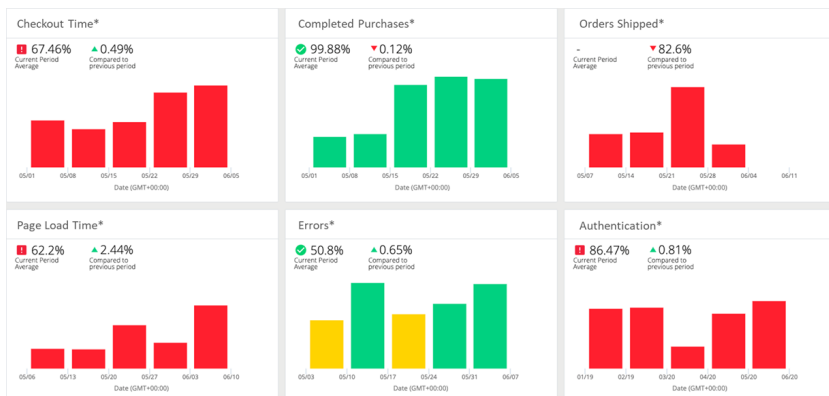 Checkout Time*
67.46%
Current Period
Average
0.49%
Compared to
previous period
05/01 05/08 05/15 05/22 05/29 06/05
Date (GMT+00:00)
Completed Purchases*
99.88%
Current Period
Average
0.12%
Compared to
previous period
05/01 05/08 05/15 05/22 05/29 06/05
Date (GMT+00:00)
Orders Shipped*
-
Current Period
Average
82.6%
Compared to
previous period
05/07 05/14 05/21 05/28 06/04 06/11
Date (GMT+00:00)
Page Load Time*
62.2%
Current Period
Average
2.44%
Compared to
previous period
05/06 05/13 05/20 05/27 06/03 06/10
Date (GMT+00:00)
Errors*
50.8%
Current Period
Average
0.65%
Compared to
previous period
05/03 05/10 05/17 05/24 05/31 06/07
Date (GMT+00:00)
Authentication*
86.47%
Current Period
Average
0.81%
Compared to
previous period
01/19 02/19 03/20 04/20 05/20 06/20
Date (GMT+00:00)